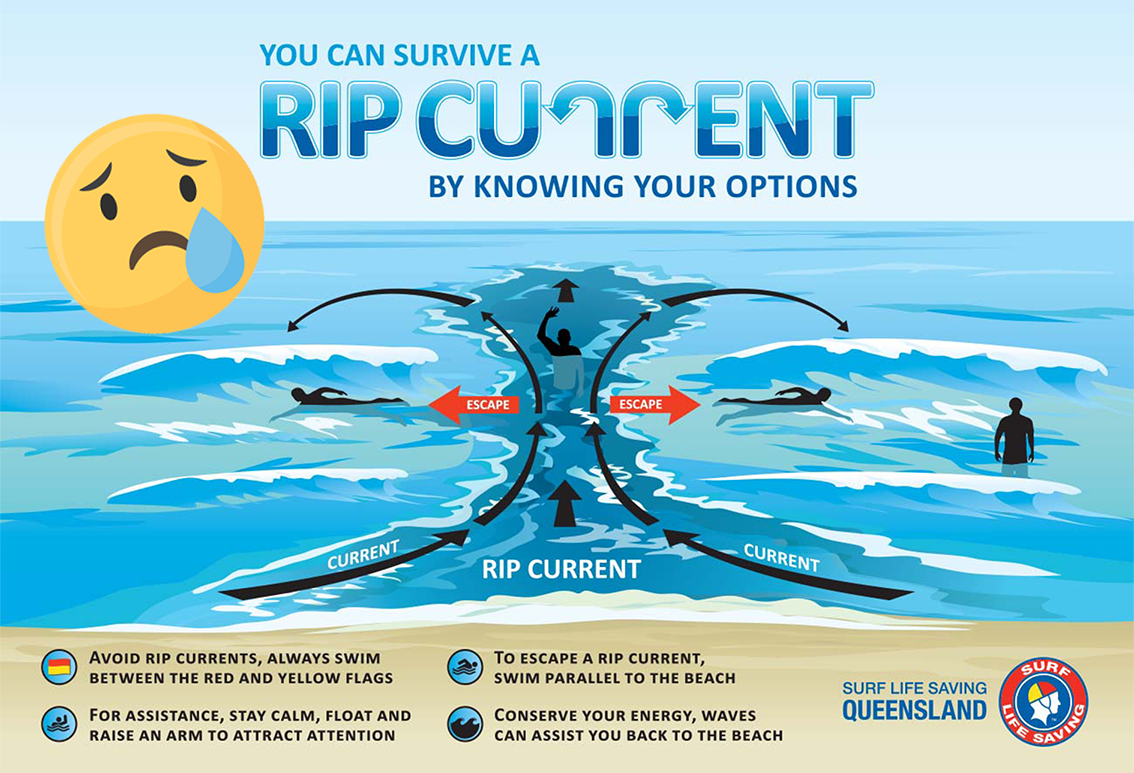 YOU CAN SURVIVE A
RIP CURRENT
BY KNOWING YOUR OPTIONS
ESCAPE
ESCAPE
CURRENT
RIP CURRENT
CURRENT
AVOID RIP CURRENTS, ALWAYS SWIM
BETWEEN THE RED AND YELLOW FLAGS
FOR ASSISTANCE, STAY CALM, FLOAT AND
RAISE AN ARM TO ATTRACT ATTENTION
TO ESCAPE A RIP CURRENT,
SWIM PARALLEL TO THE BEACH
CONSERVE YOUR ENERGY, WAVES
CAN ASSIST YOU BACK TO THE BEACH
SURF LIFE SAVING
QUEENSLAND
SURF
LIFE SAVING
TM